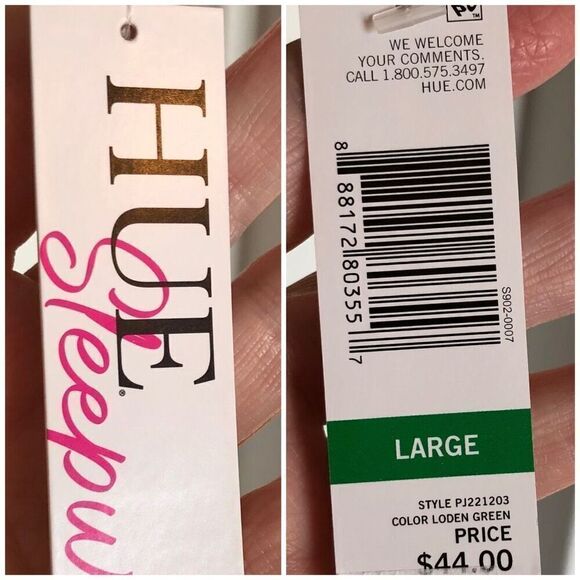 HUE®
WE WELCOME
YOUR COMMENTS.
CALL 1.800.575.3497
HUE.COM
8 88172 80355 7
S902-0007
LARGE
STYLE PJ221203
COLOR LODEN GREEN
PRICE
$44.00